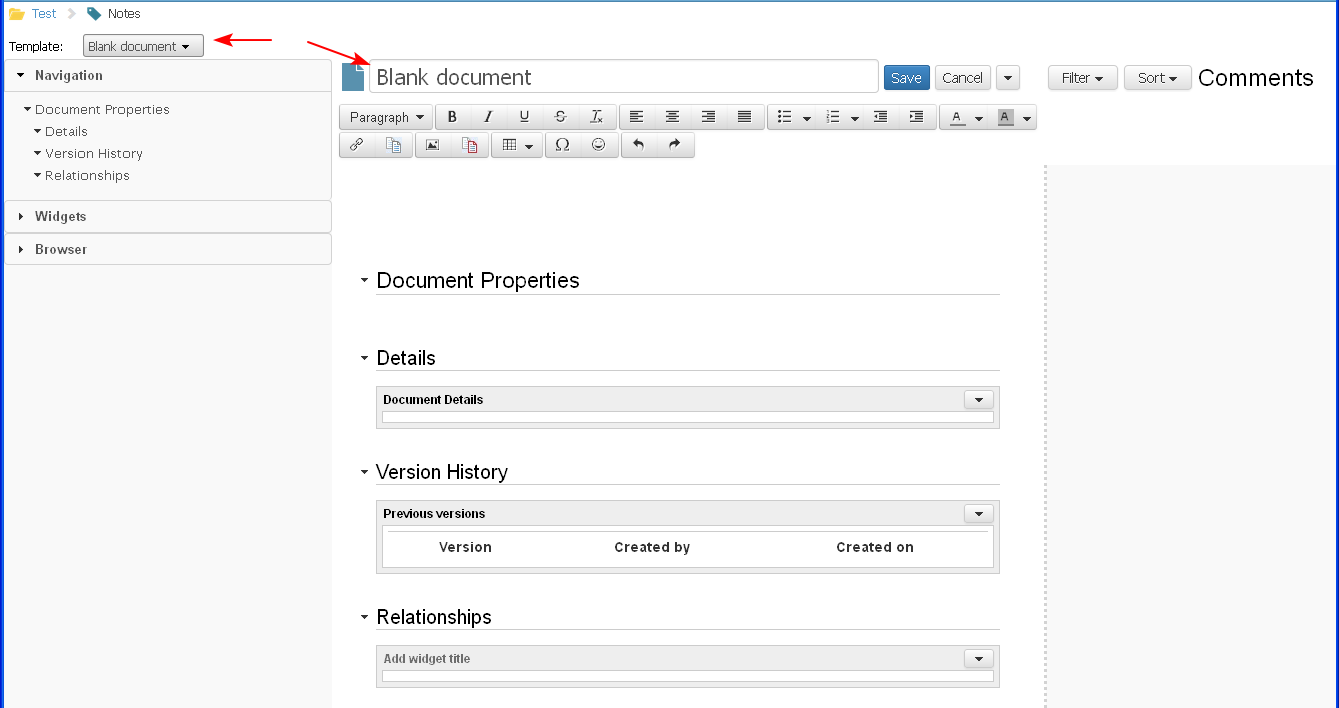 Test Notes
Template: Blank document
Navigation
Document Properties
Details
Version History
Relationships
Widgets
Browser
Blank document Save Cancel Filter Sort Comments
Paragraph B I U S Tx A A
Ω
Document Properties
Details
Document Details
Version History
Previous versions
Version Created by Created on
Relationships
Add widget title